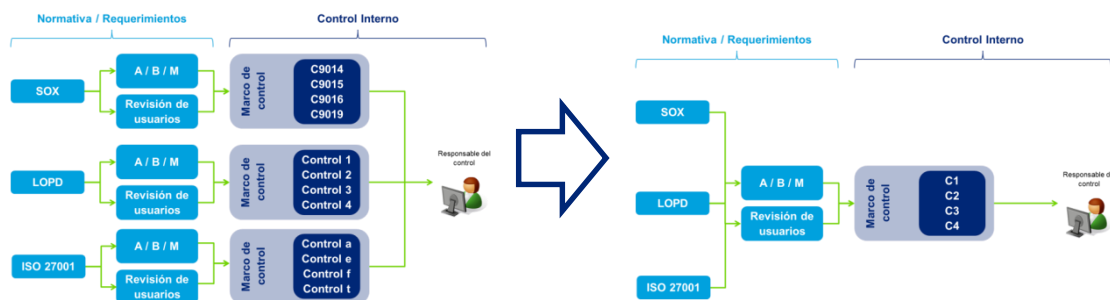 Normativa / Requerimientos
Control Interno
SOX
A / B / M
Revisión de
usuarios
Marco de
control
C9014
C9015
C9016
C9019
LOPD
A / B / M
Revisión de
usuarios
Marco de
control
Control 1
Control 2
Control 3
Control 4
ISO 27001
A / B / M
Revisión de
usuarios
Marco de
control
Control a
Control e
Control f
Control t
Responsable del
control
Normativa / Requerimientos
Control Interno
SOX
LOPD
ISO 27001
A / B / M
Revisión de
usuarios
Marco de
control
C1
C2
C3
C4
Responsable d
control